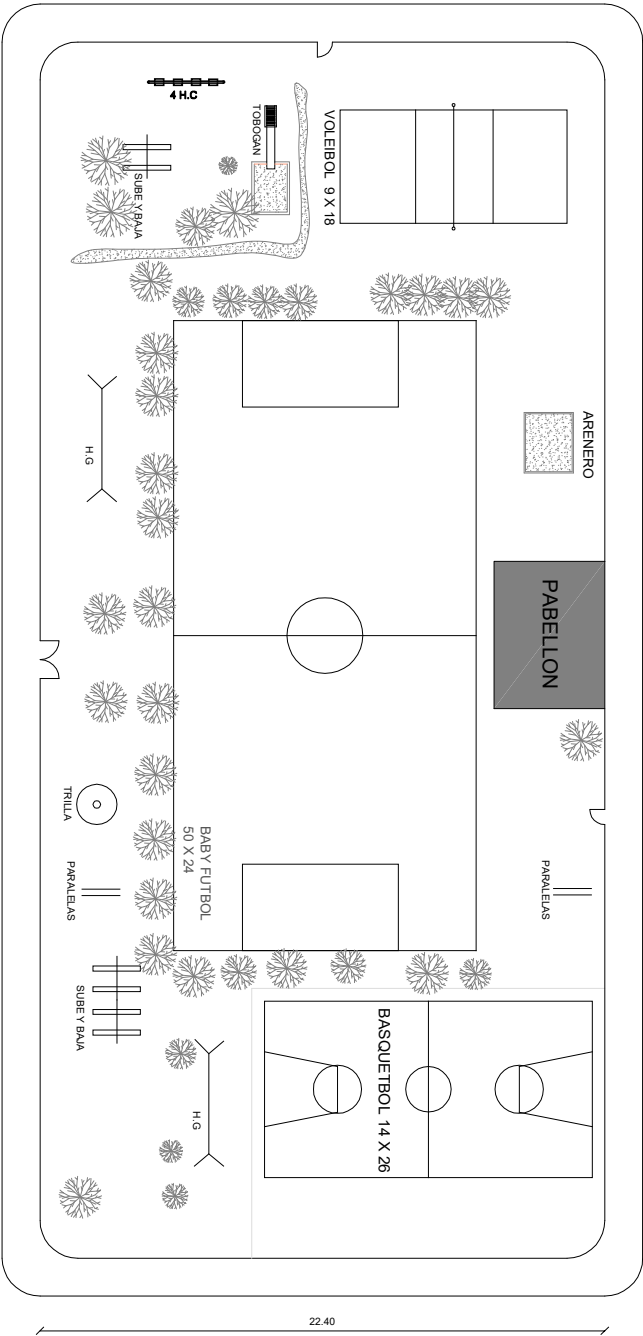 4 H.C
TOBOGAN
VOLEIBOL 9 X 18
SUBE Y BAJA
H.G
ARENERO
PABELLON
TRILLA
BABY FUTBOL
50 X 24
PARALELAS
PARALELAS
SUBE Y BAJA
BASQUETBOL 14 X 26
H.G
22.40